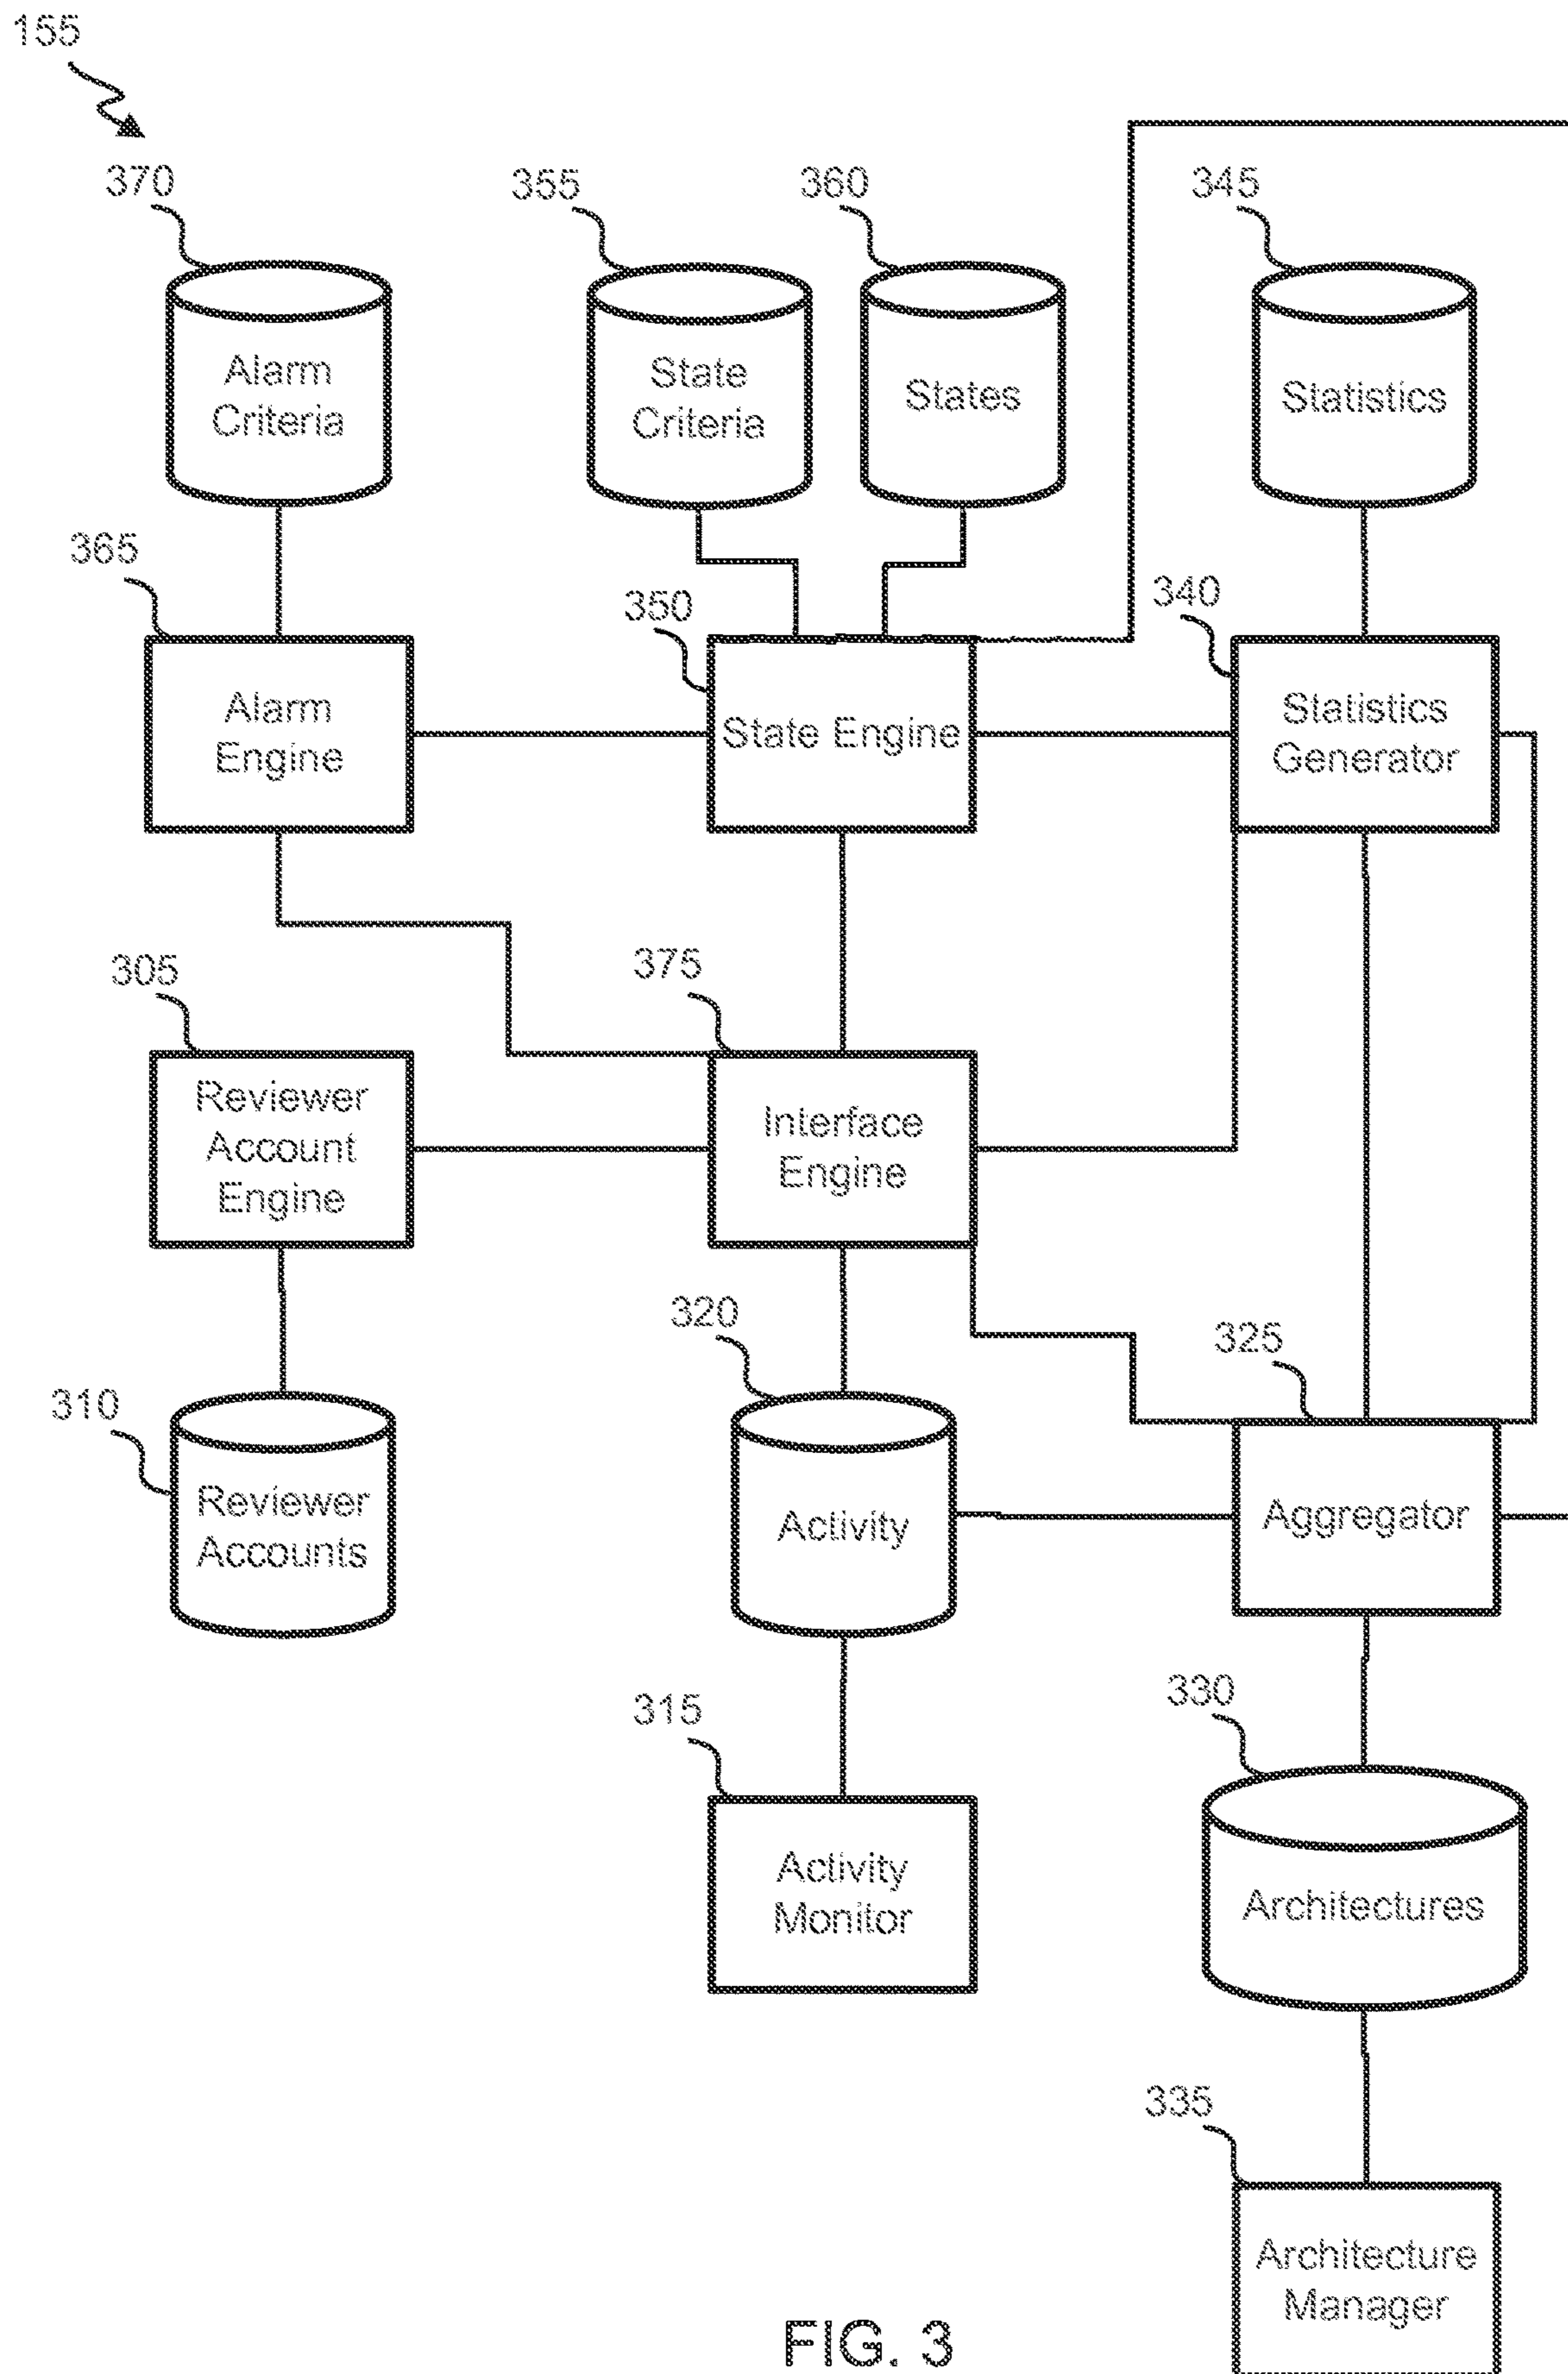 155
370
355
360
345
Alarm
Criteria
State
Criteria
States
Statistics
365
350
340
Alarm
Engine
State Engine
Statistics
Generator
305
375
Reviewer
Account
Engine
Interface
Engine
310
320
325
Reviewer
Accounts
Activity
Aggregator
315
330
Activity
Monitor
Architectures
335
Architecture
Manager
FIG. 3